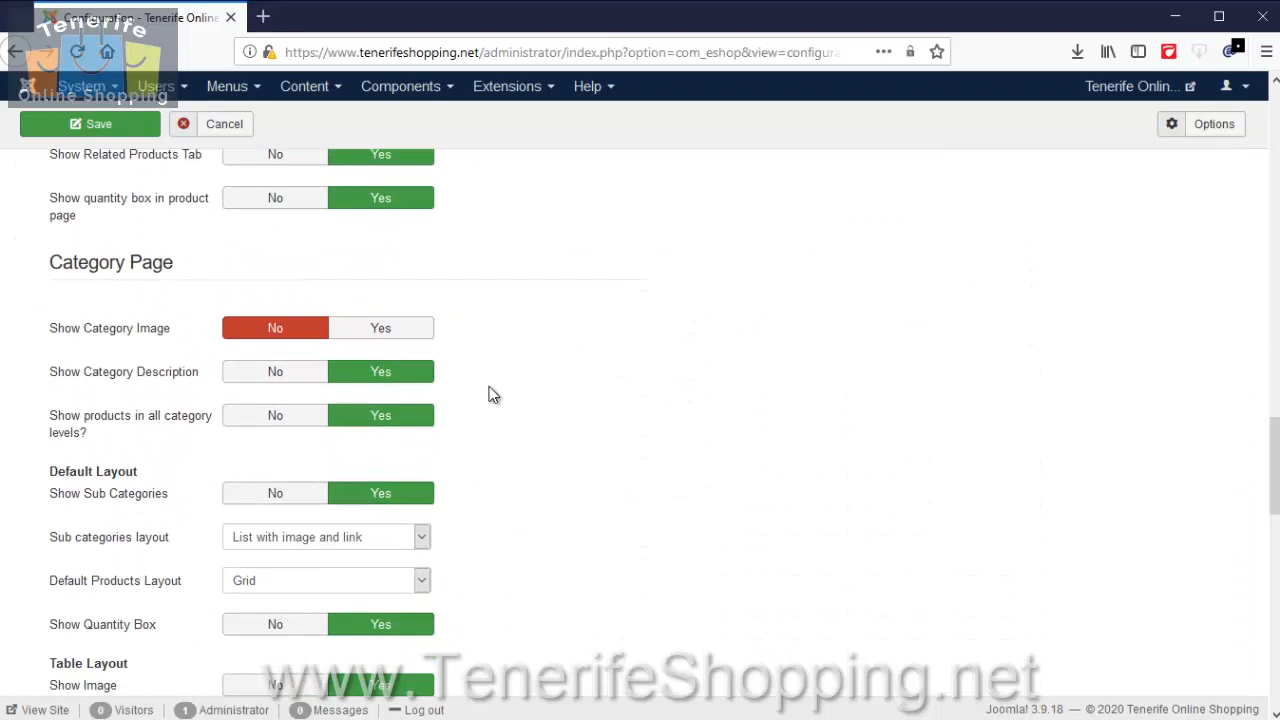 Configuration - Tenerife Online
Tenerife
Online Shopping
https://www.tenerifeshopping.net/administrator/index.php?option=com_eshop&view=configura
System Users Menus Content Components Extensions Help Tenerife Onlin...
Save Cancel Options
Show Related Products Tab No Yes
Show quantity box in product No Yes
page
Category Page
Show Category Image No Yes
Show Category Description No Yes
Show products in all category No Yes
levels?
Default Layout
Show Sub Categories No Yes
Sub categories layout List with image and link
Default Products Layout Grid
Show Quantity Box No Yes
Table Layout
Show Image No Yes
www.TenerifeShopping.net
View Site 0 Visitors 1 Administrator 0 Messages Log out Joomla! 3.9.18 — © 2020 Tenerife Online Shopping